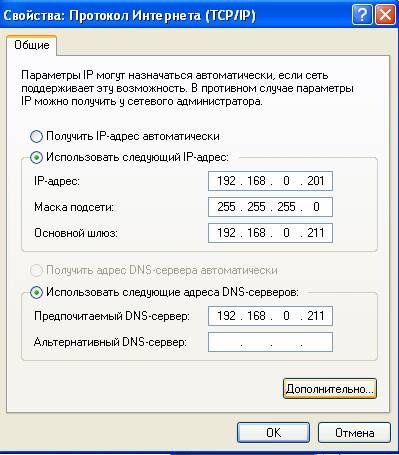 Свойства: Протокол Интернета (TCP/IP)
Общие
Параметры IP могут назначаться автоматически, если сеть
поддерживает эту возможность. В противном случае параметры
IP можно получить у сетевого администратора.
Получить IP-адрес автоматически
Использовать следующий IP-адрес:
IP-адрес: 192 . 168 . 0 . 201
Маска подсети: 255 . 255 . 255 . 0
Основной шлюз: 192 . 168 . 0 . 211
Получить адрес DNS-сервера автоматически
Использовать следующие адреса DNS-серверов:
Предпочитаемый DNS-сервер: 192 . 168 . 0 . 211
Альтернативный DNS-сервер: . . .
Дополнительно...
OK Отмена